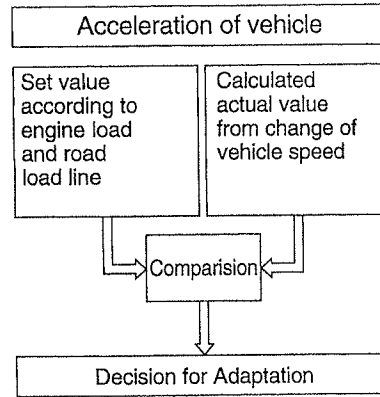 Acceleration of vehicle
Set value
according to
engine load
and road
load line
Calculated
actual value
from change of
vehicle speed
Comparision
Decision for Adaptation